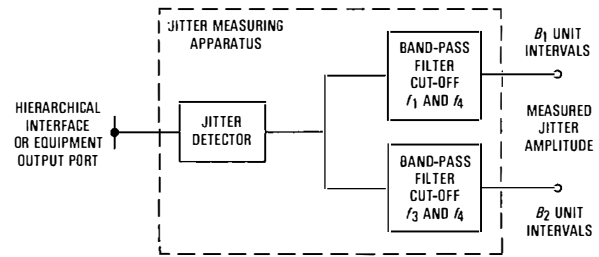 JITTER MEASURING
APPARATUS
HIERARCHICAL
INTERFACE
OR EQUIPMENT
OUTPUT PORT
JITTER
DETECTOR
BAND-PASS
FILTER
CUT-OFF
f1 AND f4
BAND-PASS
FILTER
CUT-OFF
f3 AND f4
B1 UNIT
INTERVALS
MEASURED
JITTER
AMPLITUDE
B2 UNIT
INTERVALS